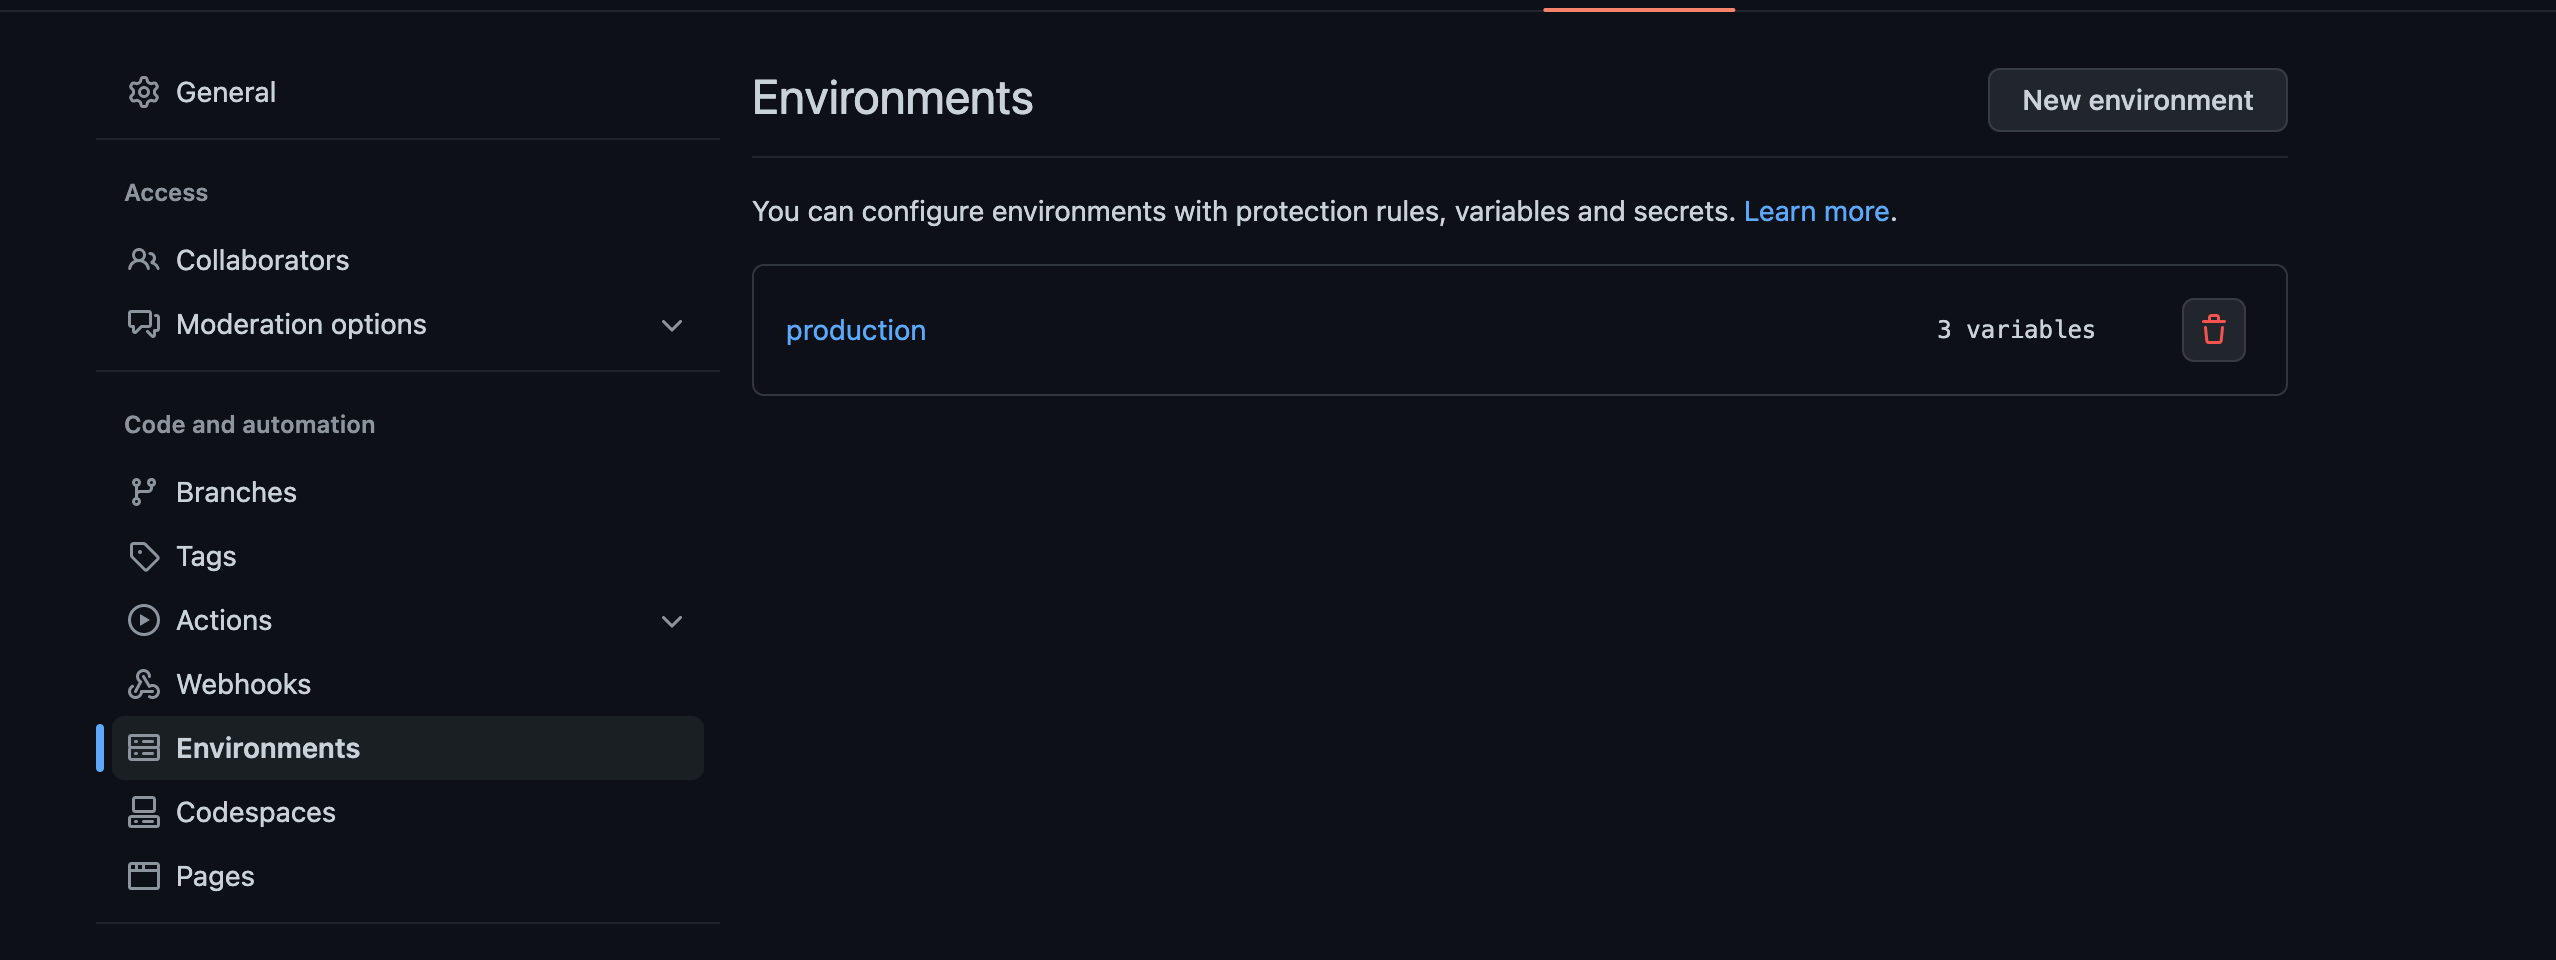 General
Access
Collaborators
Moderation options
Code and automation
Branches
Tags
Actions
Webhooks
Environments
Codespaces
Pages
Environments
New environment
You can configure environments with protection rules, variables and secrets. Learn more.
production
3 variables